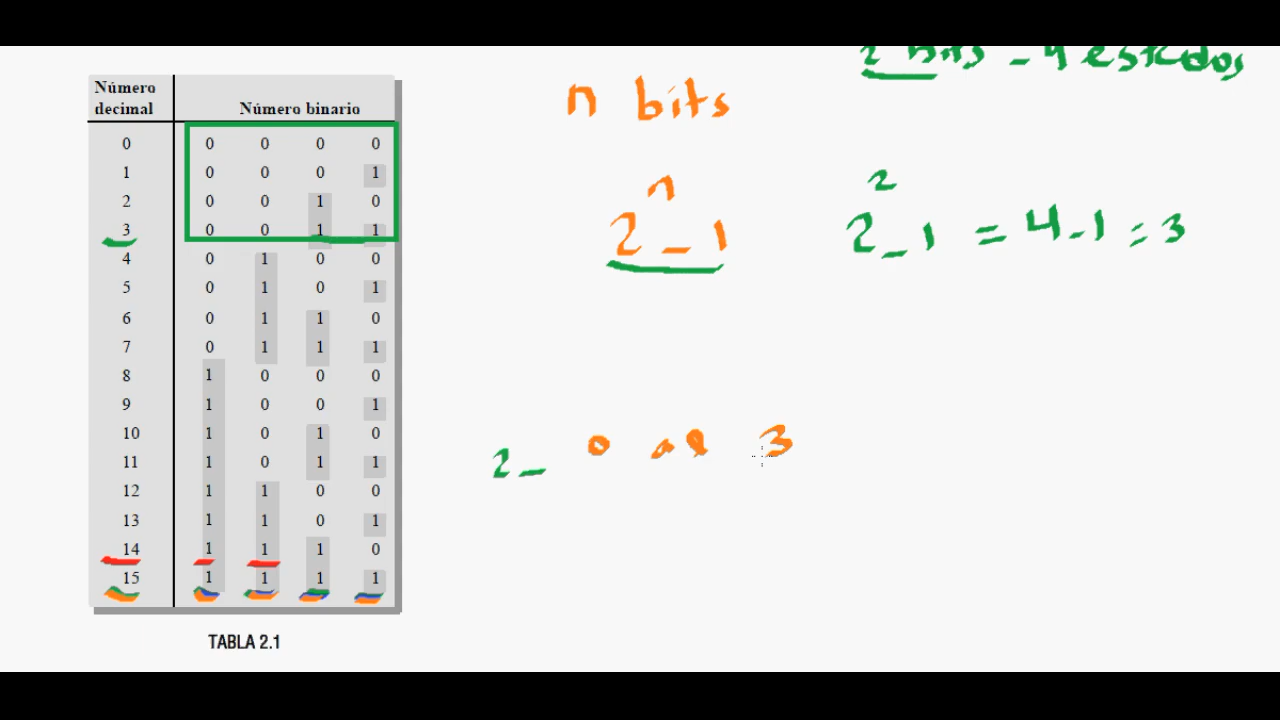 Número decimal Número binario
0 0 0 0 0
1 0 0 0 1
2 0 0 1 0
3 0 0 1 1
4 0 1 0 0
5 0 1 0 1
6 0 1 1 0
7 0 1 1 1
8 1 0 0 0
9 1 0 0 1
10 1 0 1 0
11 1 0 1 1
12 1 1 0 0
13 1 1 0 1
14 1 1 1 0
15 1 1 1 1
TABLA 2.1
2 bits - 4 estados
n bits
2ⁿ - 1
2² - 1 = 4 - 1 = 3
2 - 0 al 3